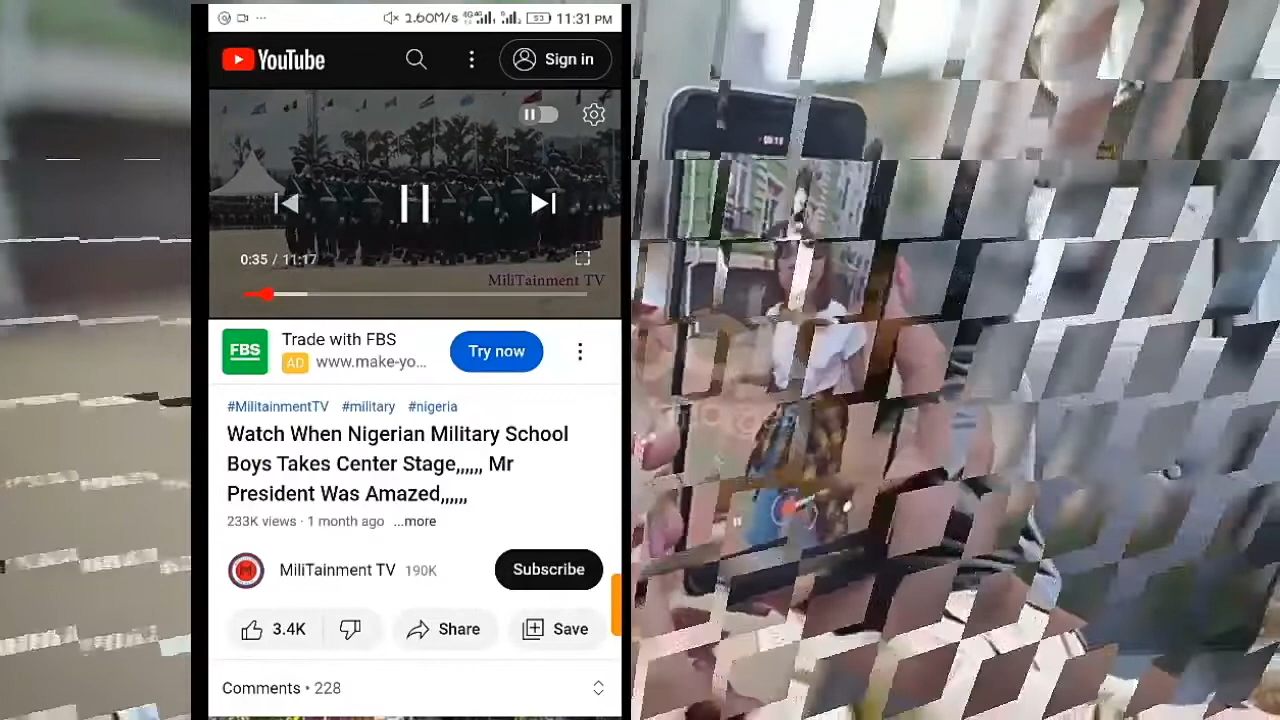 2.60M/s 4G 53 11:31 PM
YouTube Sign in
MiliTainment TV
0:35 / 11:17
FBS Trade with FBS
AD www.make-yo... Try now
#MilitainmentTV #military #nigeria
Watch When Nigerian Military School
Boys Takes Center Stage,,,,,, Mr
President Was Amazed,,,,,,
233K views · 1 month ago ...more
MiliTainment TV 190K Subscribe
3.4K Share Save
Comments • 228